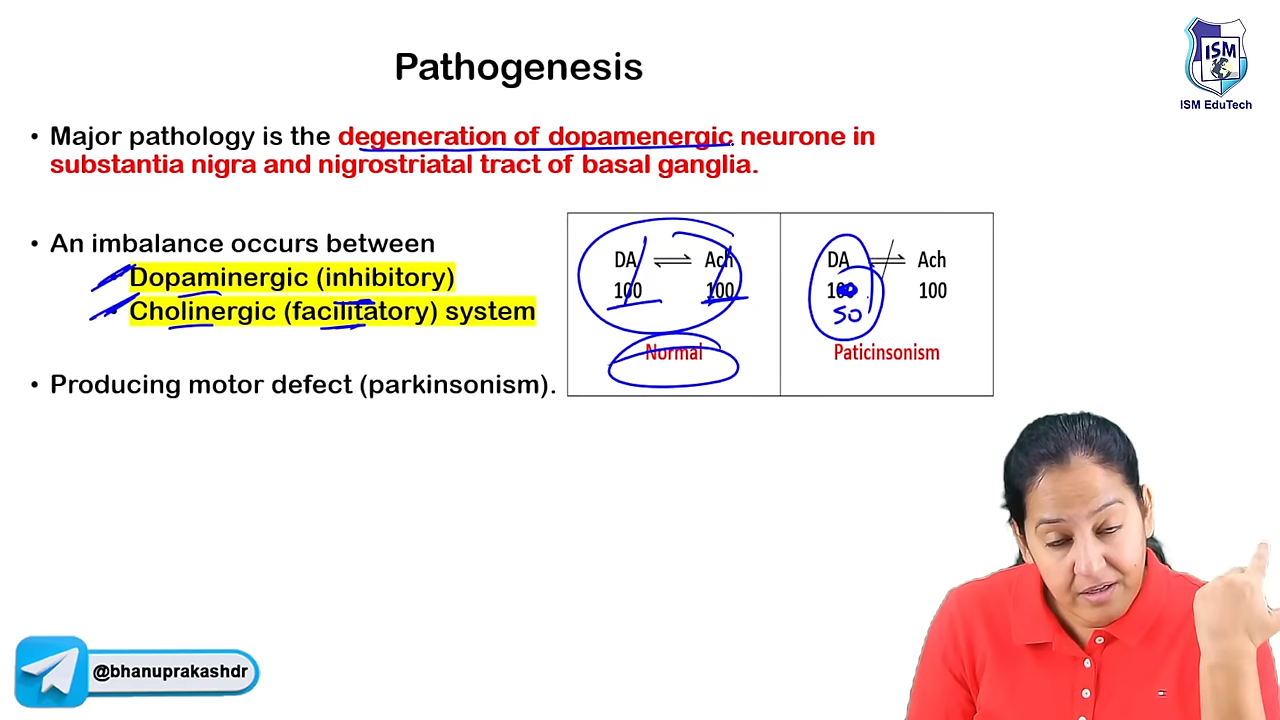 Pathogenesis
ISM
ISM EduTech
• Major pathology is the degeneration of dopamenergic neurone in
substantia nigra and nigrostriatal tract of basal ganglia.
• An imbalance occurs between
Dopaminergic (inhibitory)
• Cholinergic (facilitatory) system
DA ⇌ Ach
100 100
Normal
DA ⇌ Ach
100 100
50
Paticinsonism
• Producing motor defect (parkinsonism).
@bhanuprakashdr